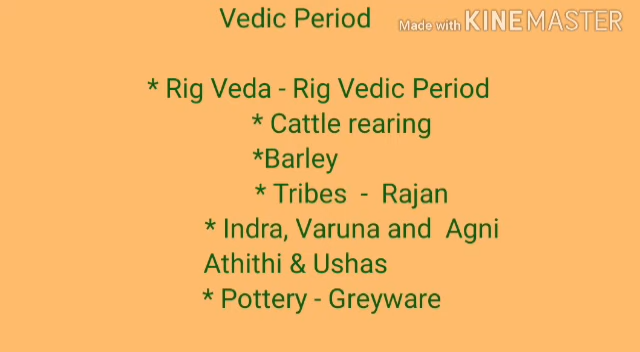 Vedic Period
Made with KINEMASTER
* Rig Veda - Rig Vedic Period
* Cattle rearing
*Barley
* Tribes - Rajan
* Indra, Varuna and Agni
Athithi & Ushas
* Pottery - Greyware